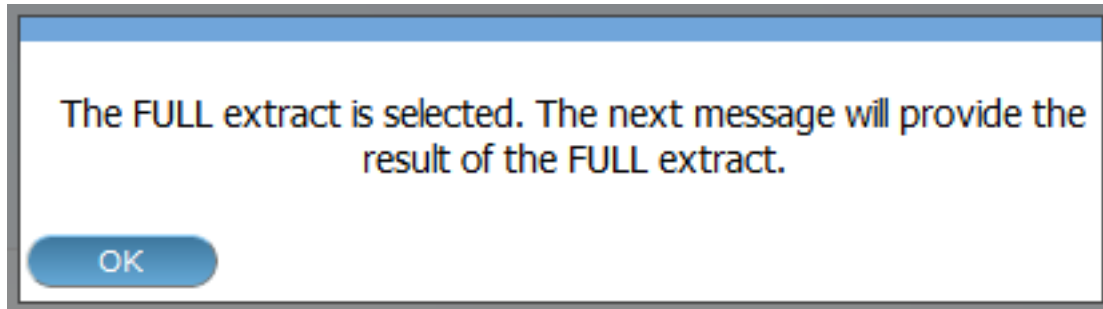 The FULL extract is selected. The next message will provide the
result of the FULL extract.
OK